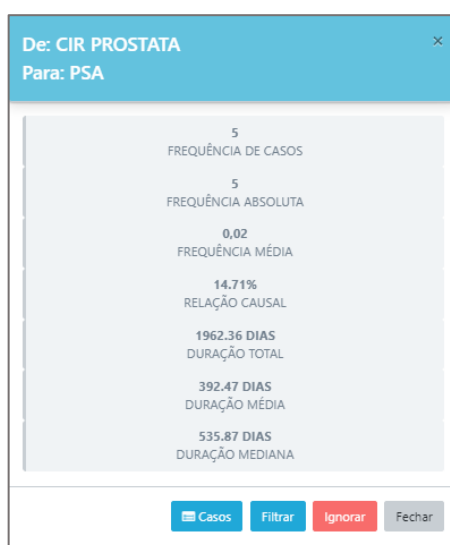 De: CIR PROSTATA
×
Para: PSA
5
FREQUÊNCIA DE CASOS
5
FREQUÊNCIA ABSOLUTA
0,02
FREQUÊNCIA MÉDIA
14.71%
RELAÇÃO CAUSAL
1962.36 DIAS
DURAÇÃO TOTAL
392.47 DIAS
DURAÇÃO MÉDIA
535.87 DIAS
DURAÇÃO MEDIANA
Casos Filtrar Ignorar Fechar